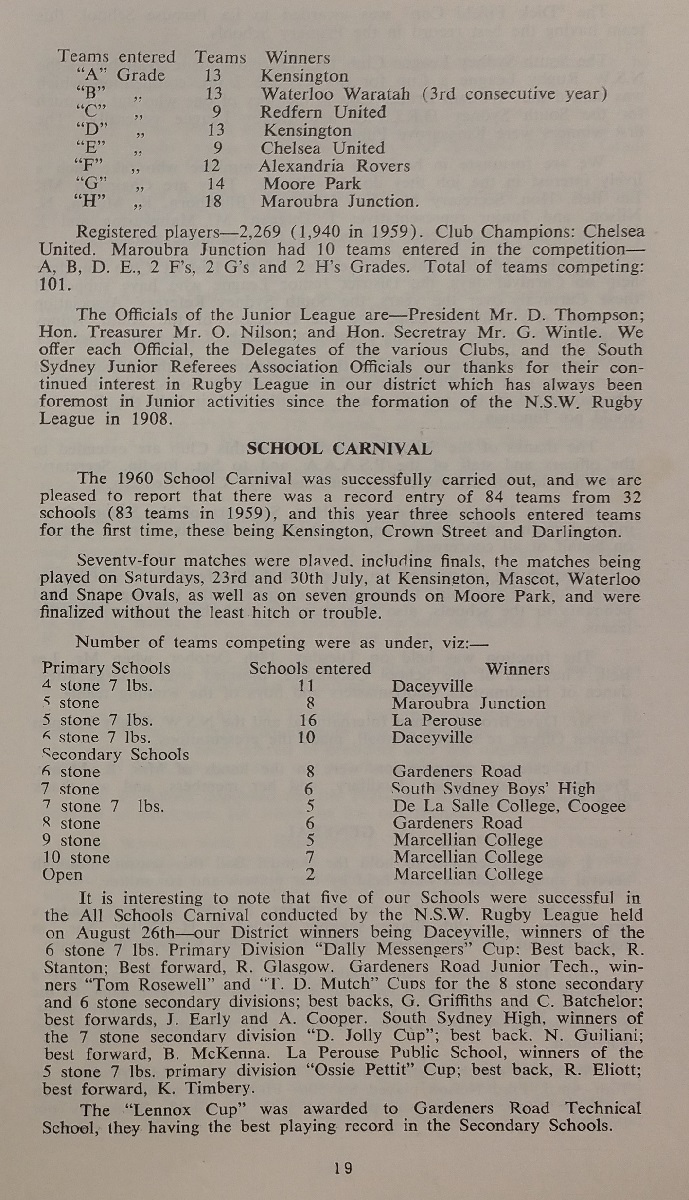 Teams entered Teams Winners
“A” Grade 13 Kensington
“B” ,, 13 Waterloo Waratah (3rd consecutive year)
“C” ,, 9 Redfern United
“D” ,, 13 Kensington
“E” ,, 9 Chelsea United
“F” ,, 12 Alexandria Rovers
“G” ,, 14 Moore Park
“H” ,, 18 Maroubra Junction.
Registered players—2,269 (1,940 in 1959). Club Champions: Chelsea
United. Maroubra Junction had 10 teams entered in the competition—
A, B, D. E., 2 F's, 2 G's and 2 H's Grades. Total of teams competing:
101.
The Officials of the Junior League are—President Mr. D. Thompson;
Hon. Treasurer Mr. O. Nilson; and Hon. Secretray Mr. G. Wintle. We
offer each Official, the Delegates of the various Clubs, and the South
Sydney Junior Referees Association Officials our thanks for their con-
tinued interest in Rugby League in our district which has always been
foremost in Junior activities since the formation of the N.S.W. Rugby
League in 1908.
SCHOOL CARNIVAL
The 1960 School Carnival was successfully carried out, and we are
pleased to report that there was a record entry of 84 teams from 32
schools (83 teams in 1959), and this year three schools entered teams
for the first time, these being Kensington, Crown Street and Darlington.
Seventy-four matches were played, including finals, the matches being
played on Saturdays, 23rd and 30th July, at Kensington, Mascot, Waterloo
and Snape Ovals, as well as on seven grounds on Moore Park, and were
finalized without the least hitch or trouble.
Number of teams competing were as under, viz:—
Primary Schools Schools entered Winners
4 stone 7 lbs. 11 Daceyville
5 stone 8 Maroubra Junction
5 stone 7 lbs. 16 La Perouse
6 stone 7 lbs. 10 Daceyville
Secondary Schools
6 stone 8 Gardeners Road
7 stone 6 South Sydney Boys' High
7 stone 7 lbs. 5 De La Salle College, Coogee
8 stone 6 Gardeners Road
9 stone 5 Marcellian College
10 stone 7 Marcellian College
Open 2 Marcellian College
It is interesting to note that five of our Schools were successful in
the All Schools Carnival conducted by the N.S.W. Rugby League held
on August 26th—our District winners being Daceyville, winners of the
6 stone 7 lbs. Primary Division “Dally Messengers” Cup: Best back, R.
Stanton; Best forward, R. Glasgow. Gardeners Road Junior Tech., win-
ners “Tom Rosewell” and “T. D. Mutch” Cups for the 8 stone secondary
and 6 stone secondary divisions; best backs, G. Griffiths and C. Batchelor;
best forwards, J. Early and A. Cooper. South Sydney High, winners of
the 7 stone secondary division “D. Jolly Cup”; best back. N. Guiliani;
best forward, B. McKenna. La Perouse Public School, winners of the
5 stone 7 lbs. primary division “Ossie Pettit” Cup; best back, R. Eliott;
best forward, K. Timbery.
The “Lennox Cup” was awarded to Gardeners Road Technical
School, they having the best playing record in the Secondary Schools.
19